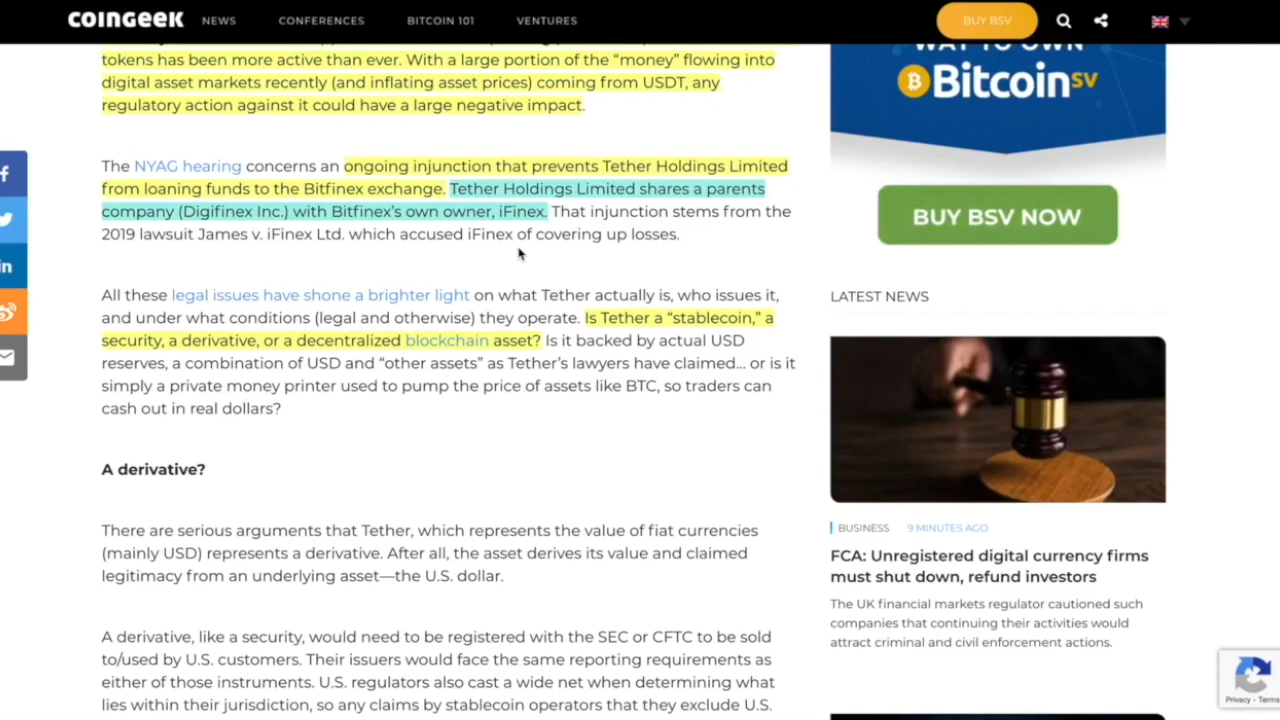 COINGEEK
NEWS
CONFERENCES
BITCOIN 101
VENTURES
BUY BSV
tokens has been more active than ever. With a large portion of the “money” flowing into
digital asset markets recently (and inflating asset prices) coming from USDT, any
regulatory action against it could have a large negative impact.
The NYAG hearing concerns an ongoing injunction that prevents Tether Holdings Limited
from loaning funds to the Bitfinex exchange. Tether Holdings Limited shares a parents
company (Digifinex Inc.) with Bitfinex’s own owner, iFinex. That injunction stems from the
2019 lawsuit James v. iFinex Ltd. which accused iFinex of covering up losses.
All these legal issues have shone a brighter light on what Tether actually is, who issues it,
and under what conditions (legal and otherwise) they operate. Is Tether a “stablecoin,” a
security, a derivative, or a decentralized blockchain asset? Is it backed by actual USD
reserves, a combination of USD and “other assets” as Tether’s lawyers have claimed... or is it
simply a private money printer used to pump the price of assets like BTC, so traders can
cash out in real dollars?
A derivative?
There are serious arguments that Tether, which represents the value of fiat currencies
(mainly USD) represents a derivative. After all, the asset derives its value and claimed
legitimacy from an underlying asset—the U.S. dollar.
A derivative, like a security, would need to be registered with the SEC or CFTC to be sold
to/used by U.S. customers. Their issuers would face the same reporting requirements as
either of those instruments. U.S. regulators also cast a wide net when determining what
lies within their jurisdiction, so any claims by stablecoin operators that they exclude U.S.
WAY TO OWN
Bitcoin SV
BUY BSV NOW
LATEST NEWS
BUSINESS 9 MINUTES AGO
FCA: Unregistered digital currency firms
must shut down, refund investors
The UK financial markets regulator cautioned such
companies that continuing their activities would
attract criminal and civil enforcement actions.
Privacy - Terms